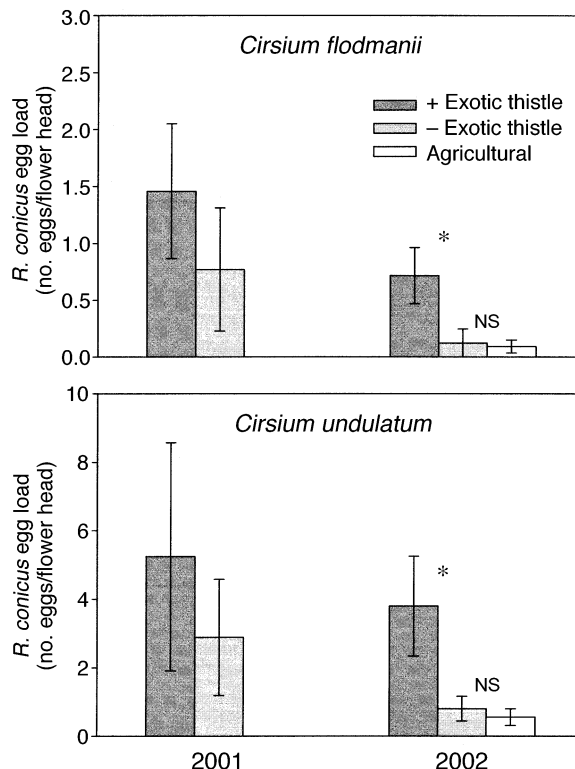 3.0
Cirsium flodmanii
2.5
+ Exotic thistle
– Exotic thistle
Agricultural
2.0
1.5
1.0
0.5
0.0
R. conicus egg load
(no. eggs/flower head)
*
NS
10
Cirsium undulatum
8
6
4
2
0
R. conicus egg load
(no. eggs/flower head)
*
NS
2001
2002